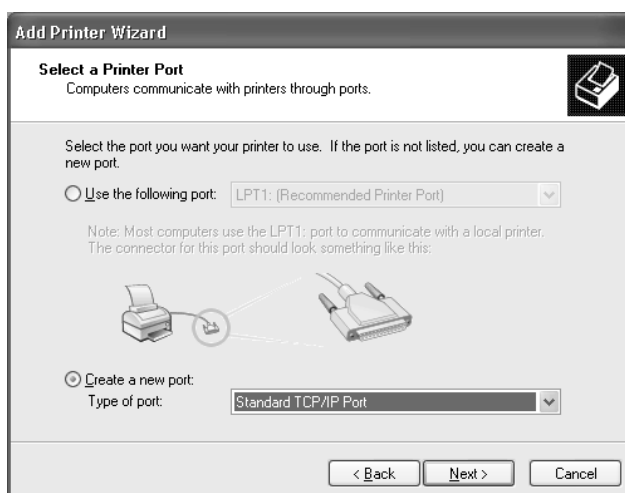 Add Printer Wizard
Select a Printer Port
Computers communicate with printers through ports.
Select the port you want your printer to use. If the port is not listed, you can create a
new port.
Use the following port: LPT1: (Recommended Printer Port)
Note: Most computers use the LPT1: port to communicate with a local printer.
The connector for this port should look something like this:
Create a new port:
Type of port: Standard TCP/IP Port
< Back Next > Cancel